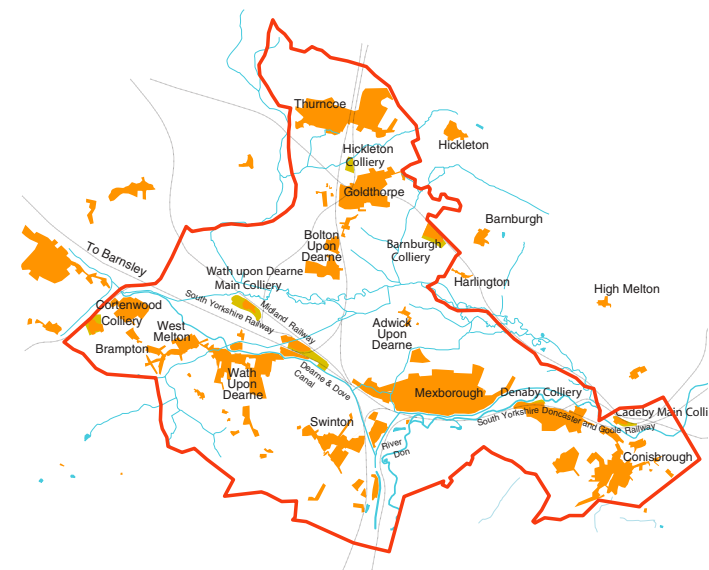 Thurncoe
Hickleton
Hickleton
Colliery
Goldthorpe
Barnburgh
Bolton
Upon
Dearne
Barnburgh
Colliery
To Barnsley
Wath upon Dearne
Main Colliery
Harlington
High Melton
Cortenwood
Colliery
South Yorkshire Railway
Midland Railway
West
Melton
Adwick
Upon
Dearne
Brampton
Wath
Upon
Dearne
Dearne & Dove
Canal
Mexborough
Denaby Colliery
Cadeby Main Colli
South Yorkshire Doncaster and Goole Railway
Swinton
River
Don
Conisbrough